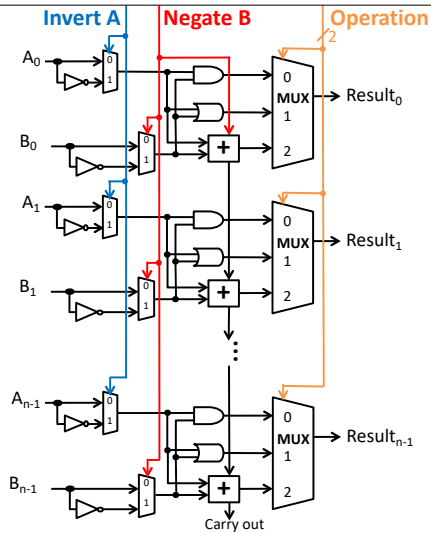 Invert A Negate B Operation
2
A0
0
1
0
MUX
1
2
Result0
B0
0
1
+
A1
0
1
0
MUX
1
2
Result1
B1
0
1
+
...
An-1
0
1
0
MUX
1
2
Resultn-1
Bn-1
0
1
+
Carry out